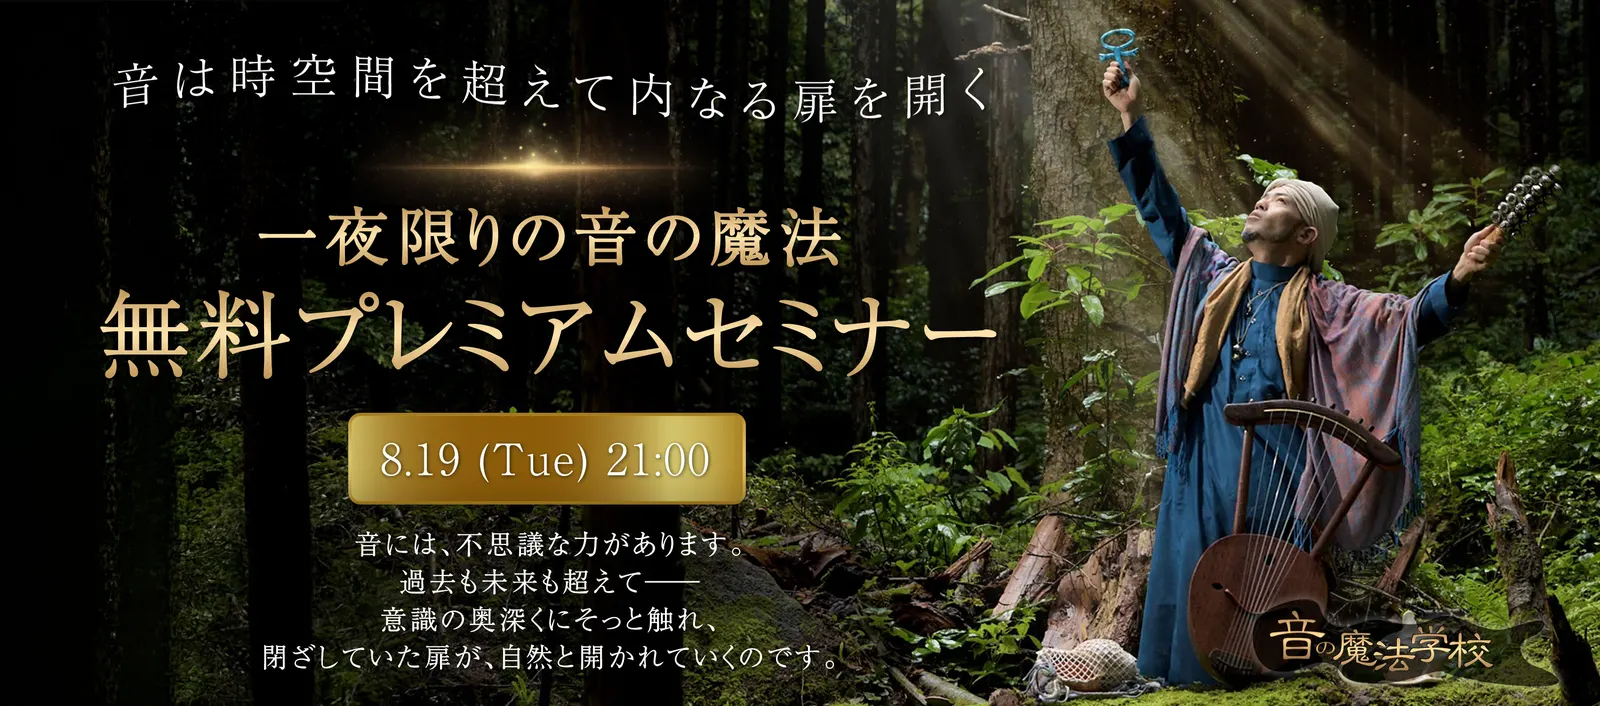 音は時空間を超えて内なる扉を開く
一夜限りの音の魔法
無料プレミアムセミナー
8.19 (Tue) 21:00
音には、不思議な力があります。
過去も未来も超えて――
意識の奥深くにそっと触れ、
閉ざしていた扉が、自然と開かれていくのです。
音の魔法学校